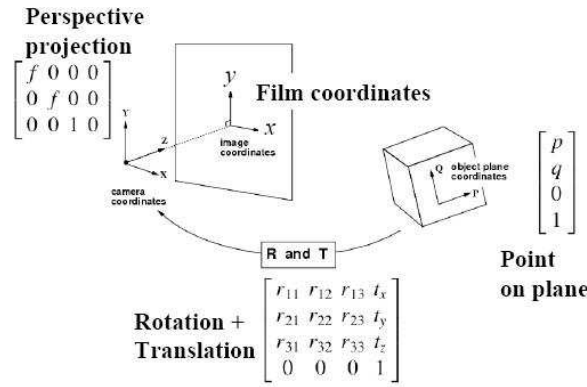 Perspective
projection
f 0 0 0
0 f 0 0
0 0 1 0
Y
Z
X
camera
coordinates
y
x
image
coordinates
Film coordinates
Q
P
object plane
coordinates
p
q
0
1
Point
on plane
R and T
Rotation +
Translation
r11 r12 r13 tx
r21 r22 r23 ty
r31 r32 r33 tz
0 0 0 1